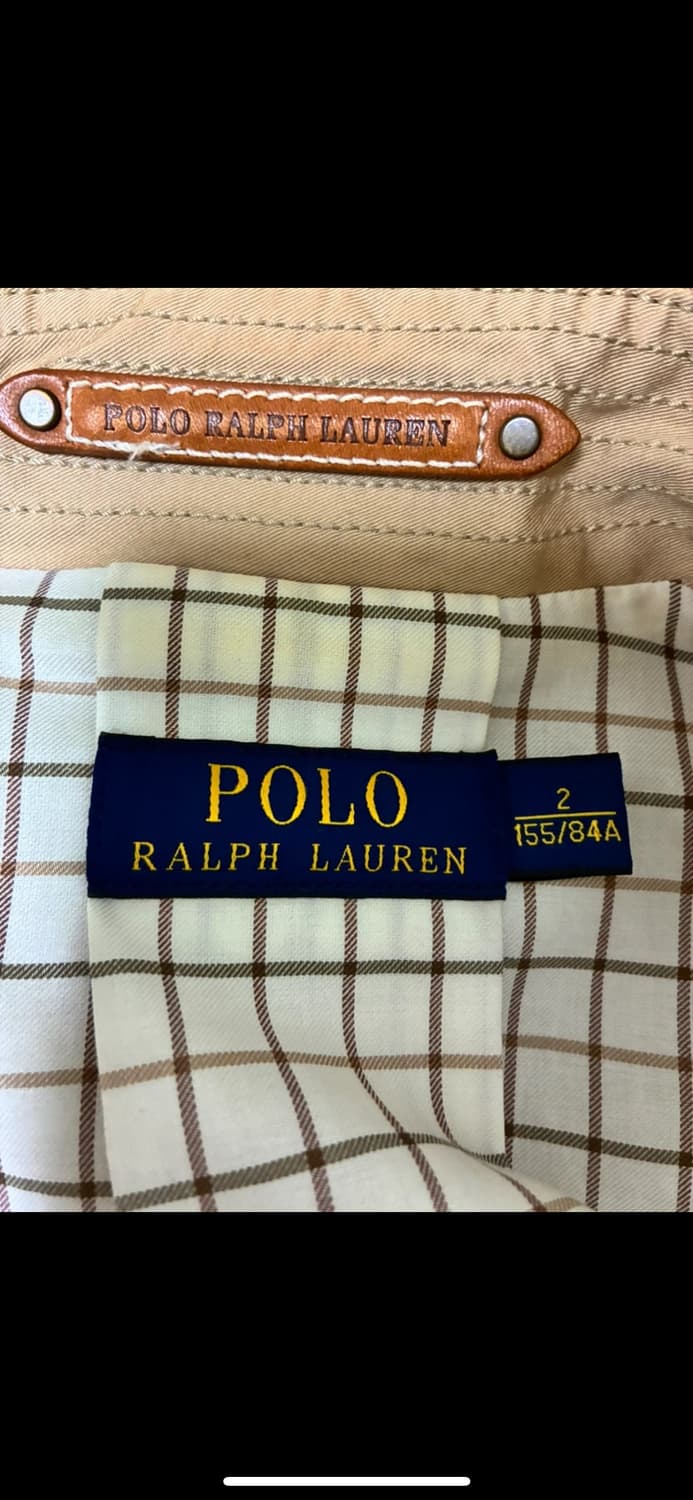 POLO RALPH LAUREN
POLO
RALPH LAUREN
2
155/84A